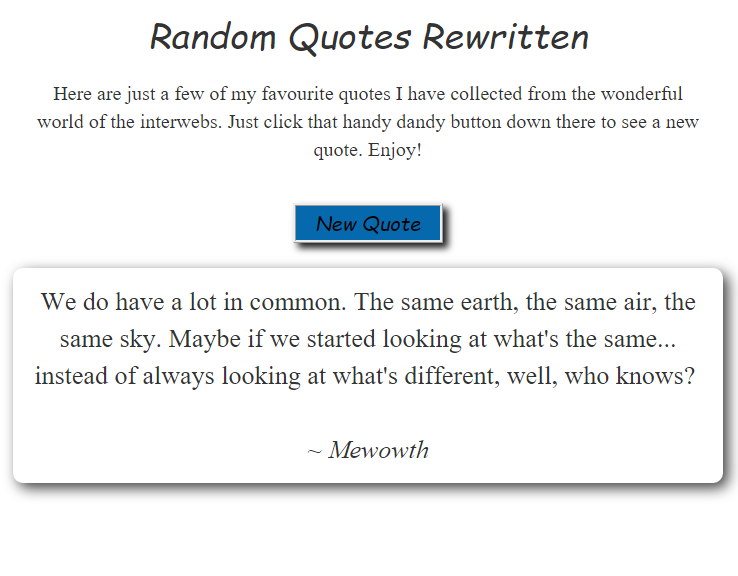 Random Quotes Rewritten
Here are just a few of my favourite quotes I have collected from the wonderful
world of the interwebs. Just click that handy dandy button down there to see a new
quote. Enjoy!
New Quote
We do have a lot in common. The same earth, the same air, the
same sky. Maybe if we started looking at what's the same...
instead of always looking at what's different, well, who knows?
~ Mewowth